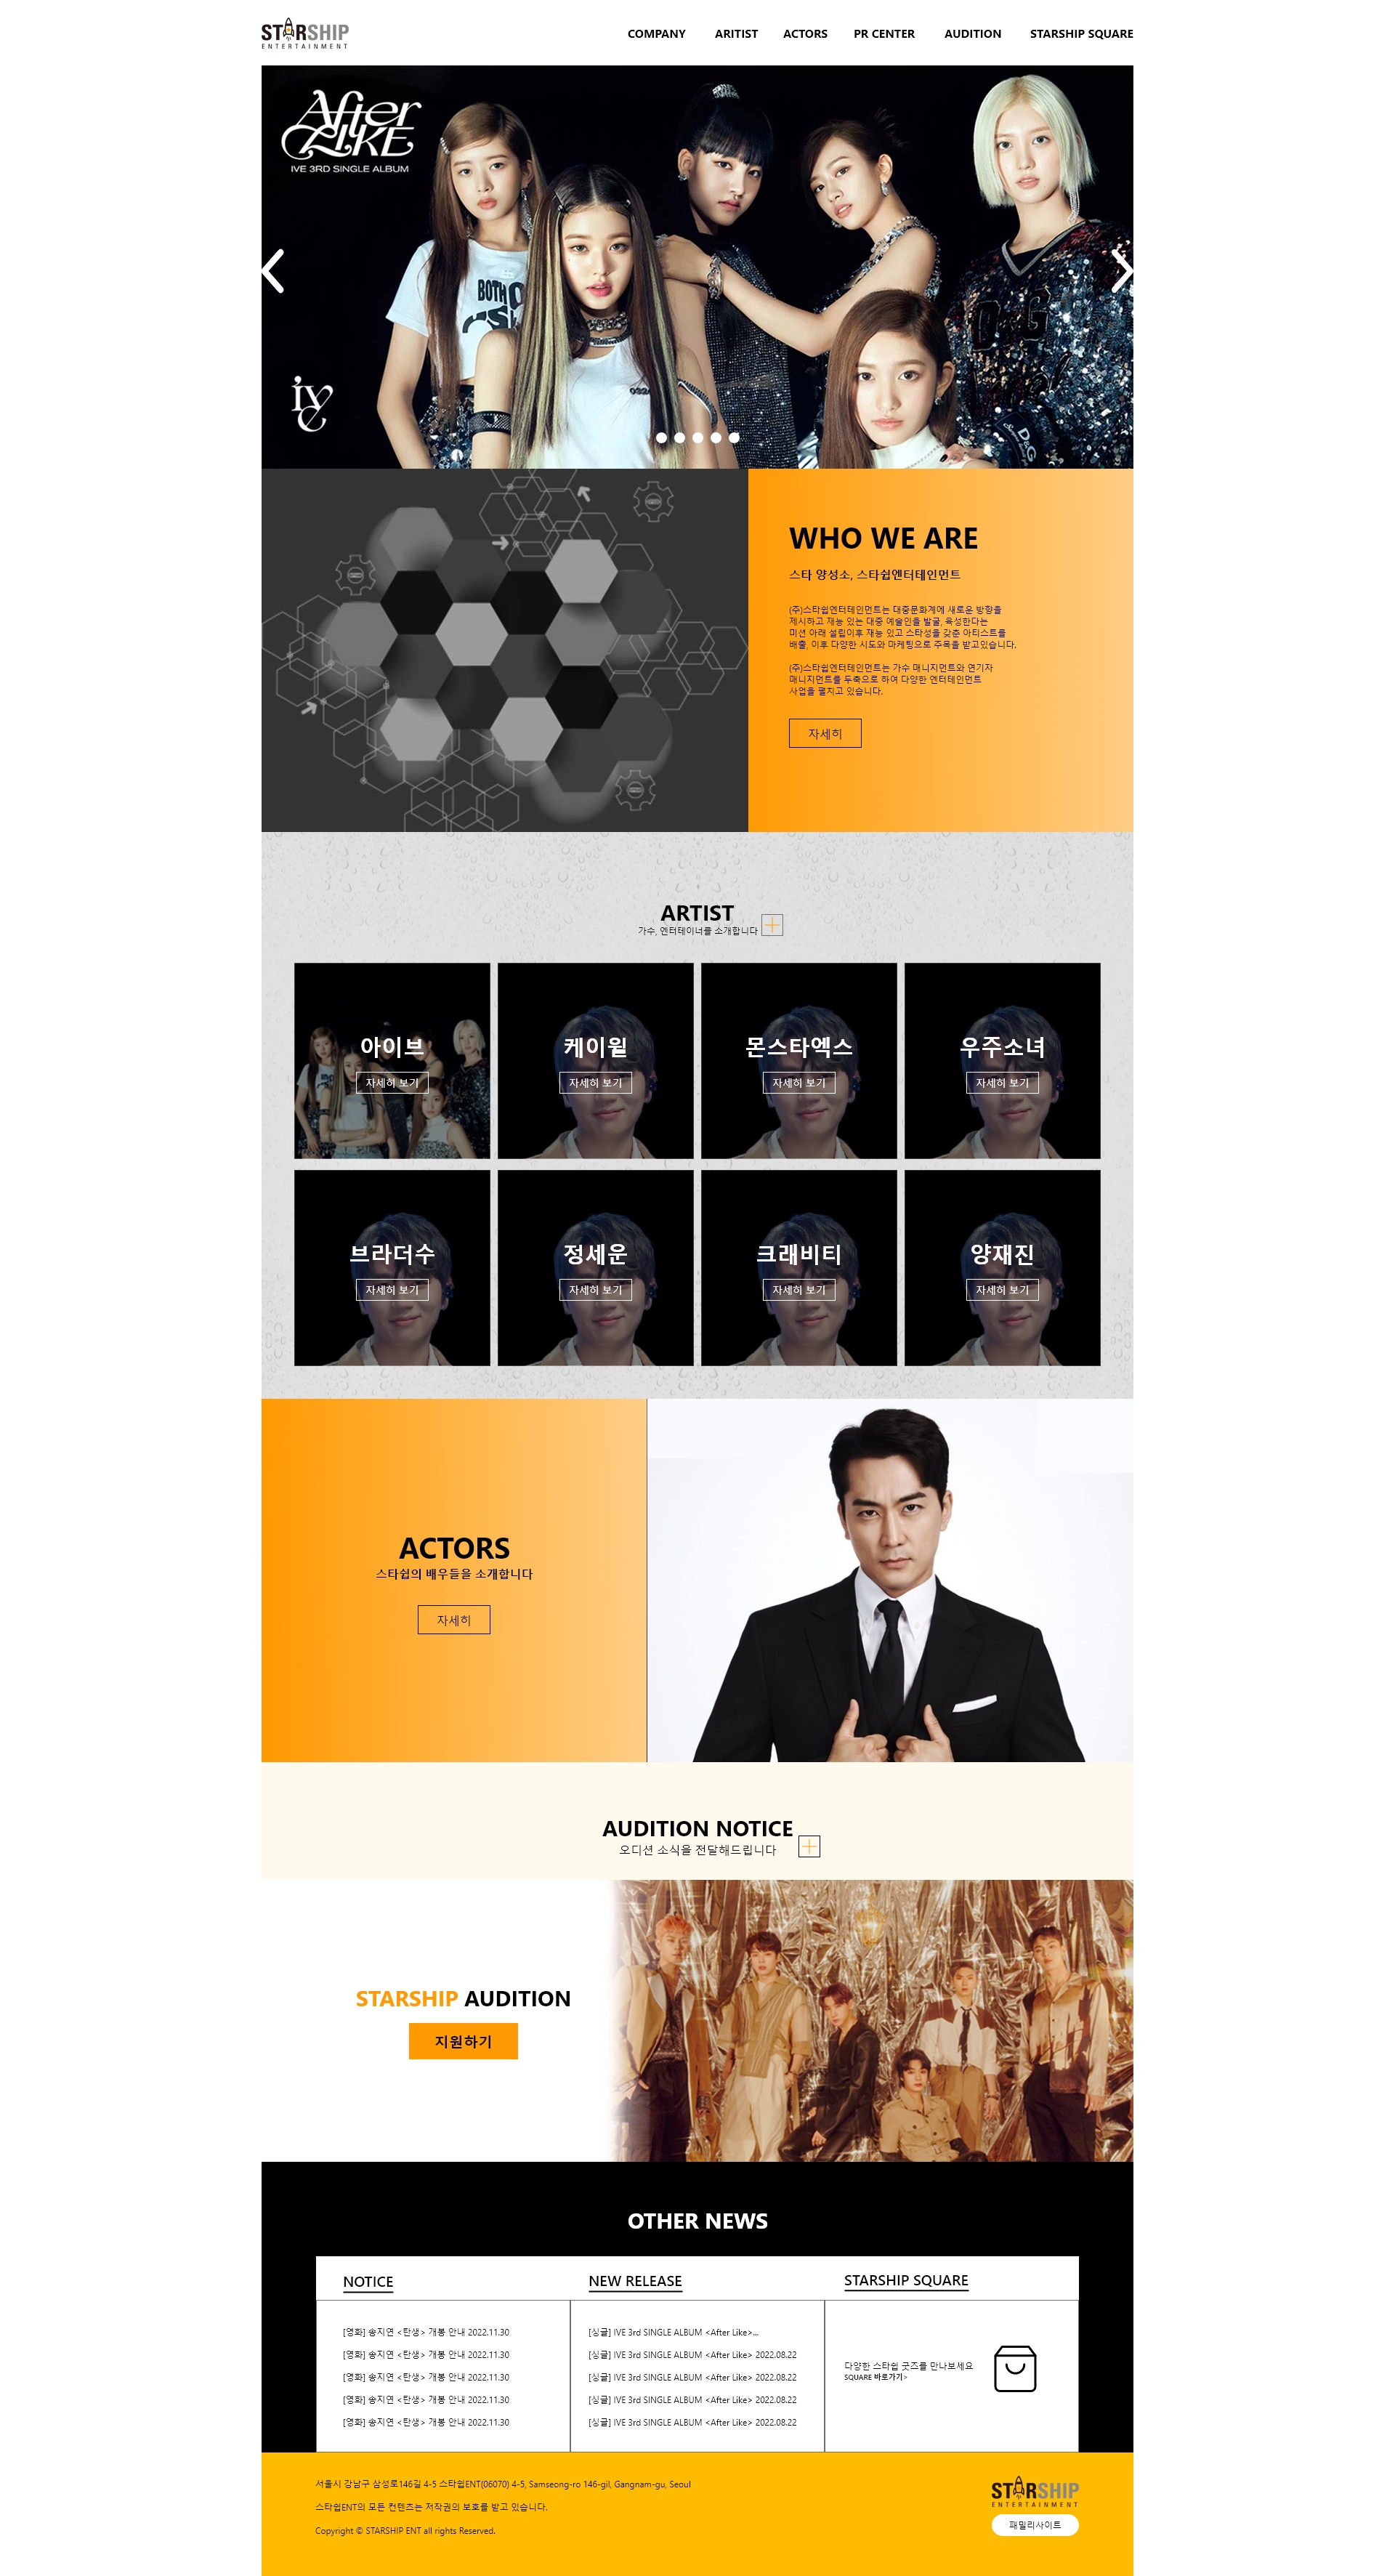 STARSHIP
ENTERTAINMENT
COMPANY ARITIST ACTORS PR CENTER AUDITION STARSHIP SQUARE
After
LIKE
IVE 3RD SINGLE ALBUM
BOTH
IVE
D&G
WHO WE ARE
스타 양성소, 스타쉽엔터테인먼트
(주)스타쉽엔터테인먼트는 대중문화계에 새로운 방향을
제시하고 재능 있는 대중 예술인을 발굴, 육성한다는
미션 아래 설립이후 재능 있고 스타성을 갖춘 아티스트를
배출, 이후 다양한 시도와 마케팅으로 주목을 받고있습니다.
(주)스타쉽엔터테인먼트는 가수 매니지먼트와 연기자
매니지먼트를 두축으로 하여 다양한 엔터테인먼트
사업을 펼치고 있습니다.
자세히
ARTIST
가수, 엔터테이너를 소개합니다
아이브 케이윌 몬스타엑스 우주소녀
자세히 보기 자세히 보기 자세히 보기 자세히 보기
브라더수 정세운 크래비티 양재진
자세히 보기 자세히 보기 자세히 보기 자세히 보기
ACTORS
스타쉽의 배우들을 소개합니다
자세히
AUDITION NOTICE
오디션 소식을 전달해드립니다
STARSHIP AUDITION
지원하기
OTHER NEWS
NOTICE
[영화] 송지연 <탄생> 개봉 안내 2022.11.30
[영화] 송지연 <탄생> 개봉 안내 2022.11.30
[영화] 송지연 <탄생> 개봉 안내 2022.11.30
[영화] 송지연 <탄생> 개봉 안내 2022.11.30
[영화] 송지연 <탄생> 개봉 안내 2022.11.30
NEW RELEASE
[싱글] IVE 3rd SINGLE ALBUM <After Like>...
[싱글] IVE 3rd SINGLE ALBUM <After Like> 2022.08.22
[싱글] IVE 3rd SINGLE ALBUM <After Like> 2022.08.22
[싱글] IVE 3rd SINGLE ALBUM <After Like> 2022.08.22
[싱글] IVE 3rd SINGLE ALBUM <After Like> 2022.08.22
STARSHIP SQUARE
다양한 스타쉽 굿즈를 만나보세요
SQUARE 바로가기>
서울시 강남구 삼성로146길 4-5 스타쉽ENT(06070) 4-5, Samseong-ro 146-gil, Gangnam-gu, Seoul
스타쉽ENT의 모든 컨텐츠는 저작권의 보호를 받고 있습니다.
Copyright © STARSHIP ENT all rights Reserved.
STARSHIP
ENTERTAINMENT
패밀리사이트